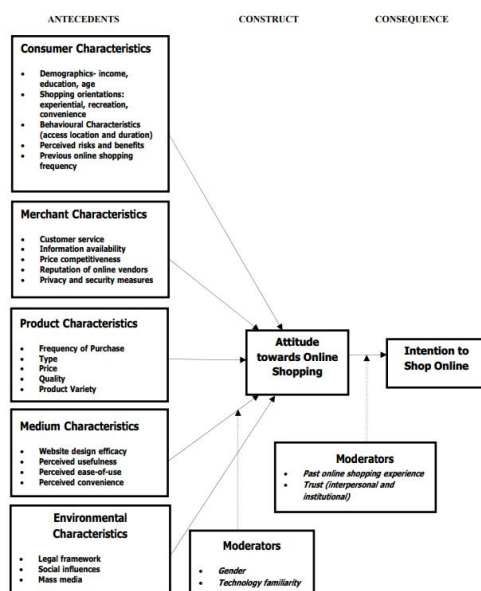 ANTECEDENTS
CONSTRUCT
CONSEQUENCE
Consumer Characteristics
• Demographics- income,
education, age
• Shopping orientations:
experiential, recreation,
convenience
• Behavioural Characteristics
(access location and duration)
• Perceived risks and benefits
• Previous online shopping
frequency
Merchant Characteristics
• Customer service
• Information availability
• Price competitiveness
• Reputation of online vendors
• Privacy and security measures
Product Characteristics
• Frequency of Purchase
• Type
• Price
• Quality
• Product Variety
Medium Characteristics
• Website design efficacy
• Perceived usefulness
• Perceived ease-of-use
• Perceived convenience
Environmental
Characteristics
• Legal framework
• Social influences
• Mass media
Attitude
towards Online
Shopping
Intention to
Shop Online
Moderators
• Past online shopping experience
• Trust (interpersonal and
institutional)
Moderators
• Gender
• Technology familiarity